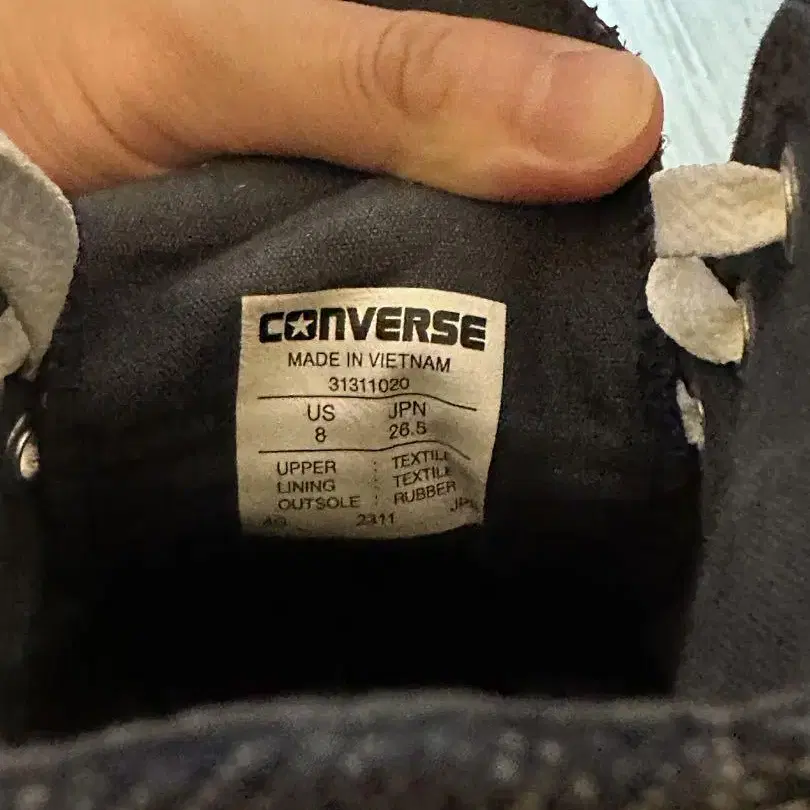 CONVERSE
MADE IN VIETNAM
31311020
US JPN
8 26.5
UPPER : TEXTILE
LINING : TEXTILE
OUTSOLE : RUBBER
2311